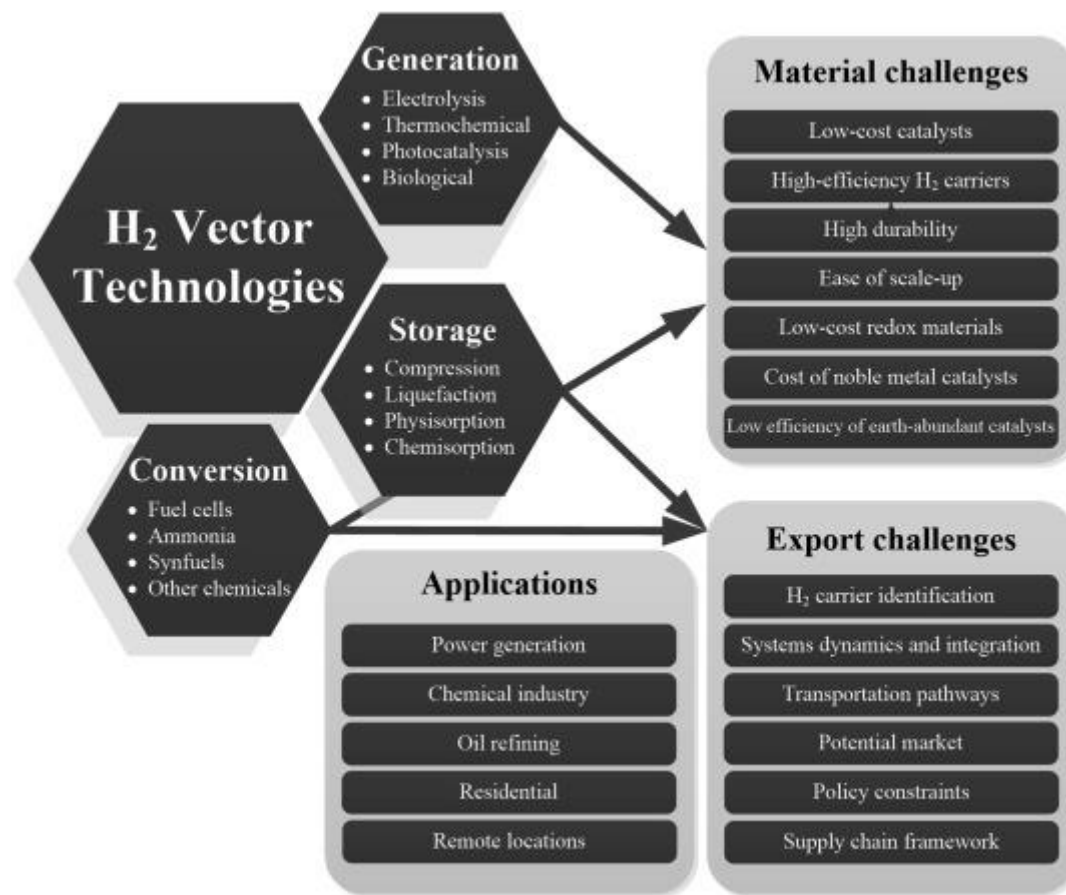 Generation
• Electrolysis
• Thermochemical
• Photocatalysis
• Biological
H₂ Vector
Technologies
Storage
• Compression
• Liquefaction
• Physisorption
• Chemisorption
Conversion
• Fuel cells
• Ammonia
• Synfuels
• Other chemicals
Material challenges
Low-cost catalysts
High-efficiency H₂ carriers
High durability
Ease of scale-up
Low-cost redox materials
Cost of noble metal catalysts
Low efficiency of earth-abundant catalysts
Applications
Power generation
Chemical industry
Oil refining
Residential
Remote locations
Export challenges
H₂ carrier identification
Systems dynamics and integration
Transportation pathways
Potential market
Policy constraints
Supply chain framework